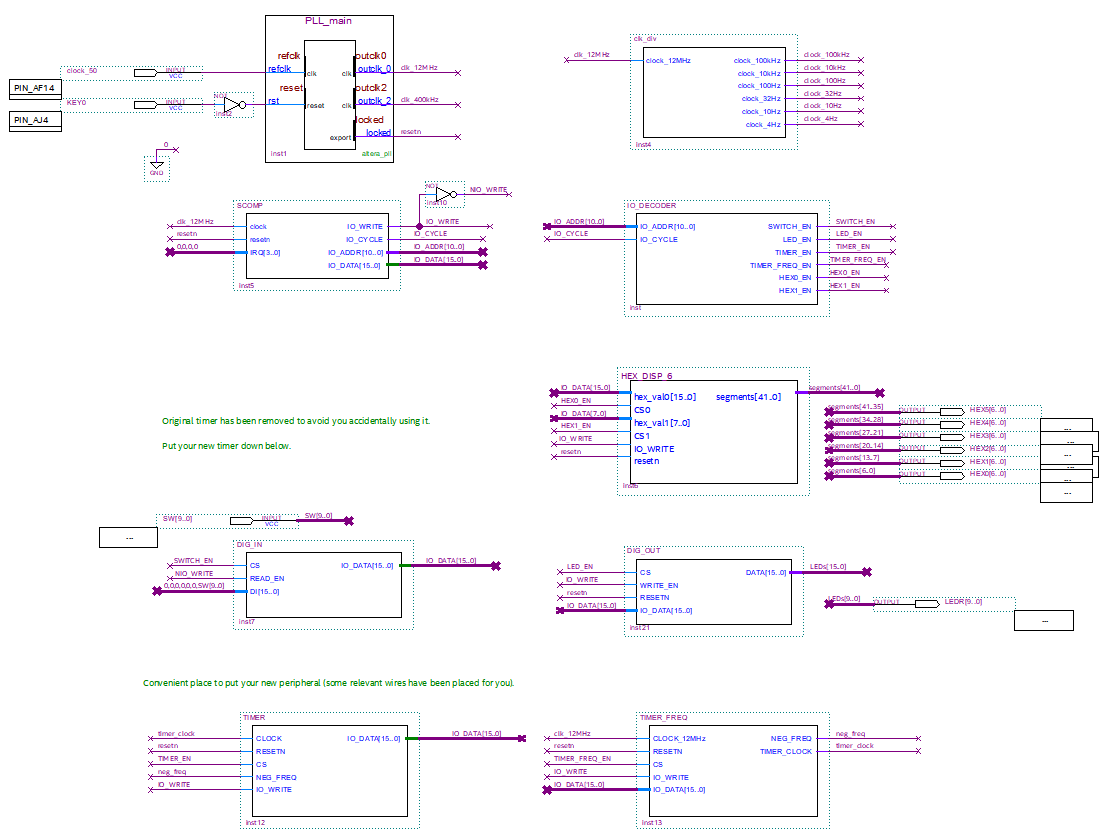 PLL_main
refclk
outclk0
clock_50
INPUT
VCC
refclk
clk
outclk_0
clk
clk_12MHz
PIN_AF14
reset
outclk2
KEY0
INPUT
VCC
NOT
inst2
rst
reset
outclk_2
clk
clk_400kHz
PIN_AJ4
locked
export
locked
resetn
inst1
altera_pll
0
GND
clk_div
clk_12MHz
clock_12MHz
clock_100kHz
clock_100kHz
clock_10kHz
clock_10kHz
clock_100Hz
clock_100Hz
clock_32Hz
clock_32Hz
clock_10Hz
clock_10Hz
clock_4Hz
clock_4Hz
inst4
NOT
inst10
NIO_WRITE
SCOMP
clk_12MHz
clock
IO_WRITE
IO_WRITE
resetn
resetn
IO_CYCLE
IO_CYCLE
0,0,0,0
IRQ[3..0]
IO_ADDR[10..0]
IO_ADDR[10..0]
IO_DATA[15..0]
IO_DATA[15..0]
inst5
IO_DECODER
IO_ADDR[10..0]
IO_ADDR[10..0]
SWITCH_EN
SWITCH_EN
IO_CYCLE
IO_CYCLE
LED_EN
LED_EN
TIMER_EN
TIMER_EN
TIMER_FREQ_EN
TIMER_FREQ_EN
HEX0_EN
HEX0_EN
HEX1_EN
HEX1_EN
inst
Original timer has been removed to avoid you accidentally using it.
Put your new timer down below.
HEX_DISP_6
IO_DATA[15..0]
hex_val0[15..0]
segments[41..0]
segments[41..0]
HEX0_EN
CS0
IO_DATA[7..0]
hex_val1[7..0]
HEX1_EN
CS1
IO_WRITE
IO_WRITE
resetn
resetn
inst6
segments[41..35]
OUTPUT
HEX5[6..0]
segments[34..28]
OUTPUT
HEX4[6..0]
...
segments[27..21]
OUTPUT
HEX3[6..0]
...
segments[20..14]
OUTPUT
HEX2[6..0]
...
segments[13..7]
OUTPUT
HEX1[6..0]
...
segments[6..0]
OUTPUT
HEX0[6..0]
...
SW[9..0]
INPUT
VCC
SW[9..0]
...
DIG_IN
SWITCH_EN
CS
IO_DATA[15..0]
IO_DATA[15..0]
NIO_WRITE
READ_EN
0,0,0,0,0,0,SW[9..0]
DI[15..0]
inst7
DIG_OUT
LED_EN
CS
DATA[15..0]
LEDs[15..0]
IO_WRITE
WRITE_EN
resetn
RESETN
IO_DATA[15..0]
IO_DATA[15..0]
inst21
LEDs[9..0]
OUTPUT
LEDR[9..0]
...
Convenient place to put your new peripheral (some relevant wires have been placed for you).
TIMER
timer_clock
CLOCK
IO_DATA[15..0]
IO_DATA[15..0]
resetn
RESETN
TIMER_EN
CS
neg_freq
NEG_FREQ
IO_WRITE
IO_WRITE
inst12
TIMER_FREQ
clk_12MHz
CLOCK_12MHz
NEG_FREQ
neg_freq
resetn
RESETN
TIMER_CLOCK
timer_clock
TIMER_FREQ_EN
CS
IO_WRITE
IO_WRITE
IO_DATA[15..0]
IO_DATA[15..0]
inst13